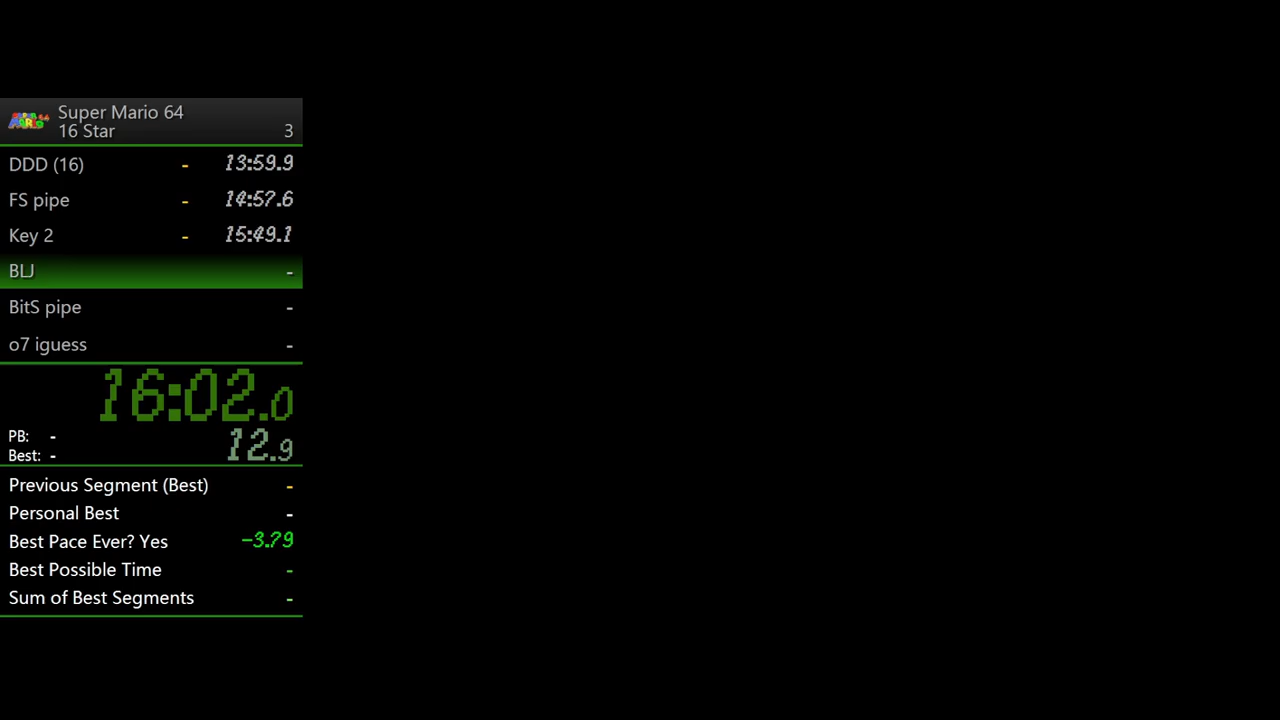 Super Mario 64
16 Star 3
DDD (16) - 13:59.9
FS pipe - 14:57.6
Key 2 - 15:49.1
BLJ -
BitS pipe -
o7 iguess -
16:02.0
PB: - 12.9
Best: -
Previous Segment (Best) -
Personal Best -
Best Pace Ever? Yes -3.79
Best Possible Time -
Sum of Best Segments -